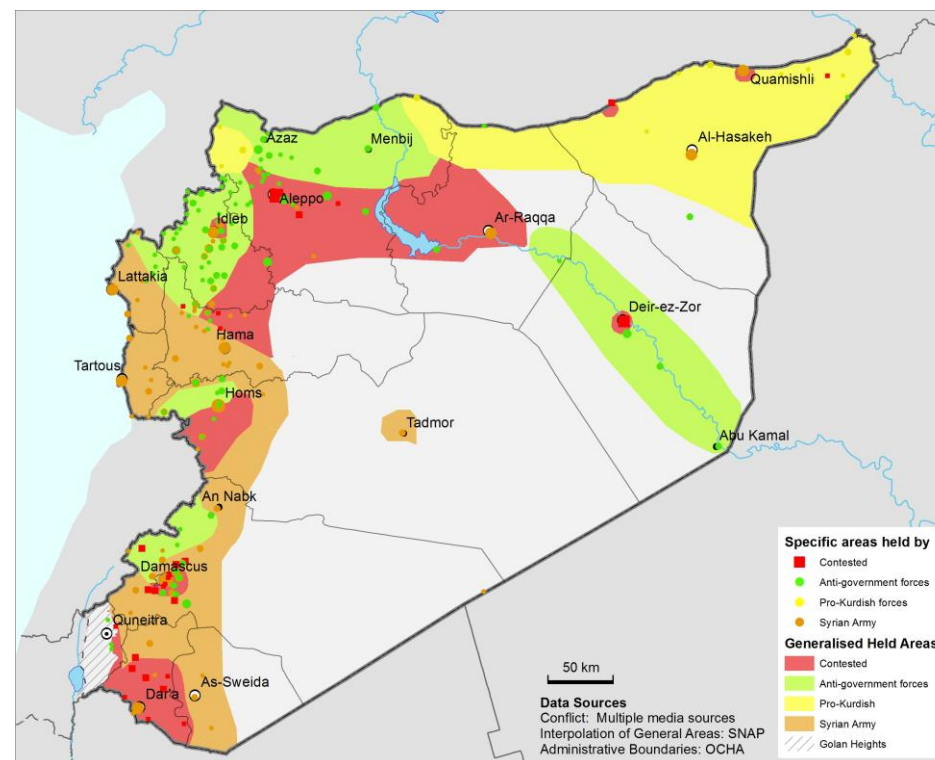 Quamishli
Azaz
Menbij
Al-Hasakeh
Aleppo
Idleb
Ar-Raqqa
Lattakia
Deir-ez-Zor
Hama
Tartous
Homs
Tadmor
Abu Kamal
An Nabk
Damascus
Quneitra
As-Sweida
Dar'a
50 km
Data Sources
Conflict: Multiple media sources
Interpolation of General Areas: SNAP
Administrative Boundaries: OCHA
Specific areas held by
Contested
Anti-government forces
Pro-Kurdish forces
Syrian Army
Generalised Held Areas
Contested
Anti-government forces
Pro-Kurdish
Syrian Army
Golan Heights